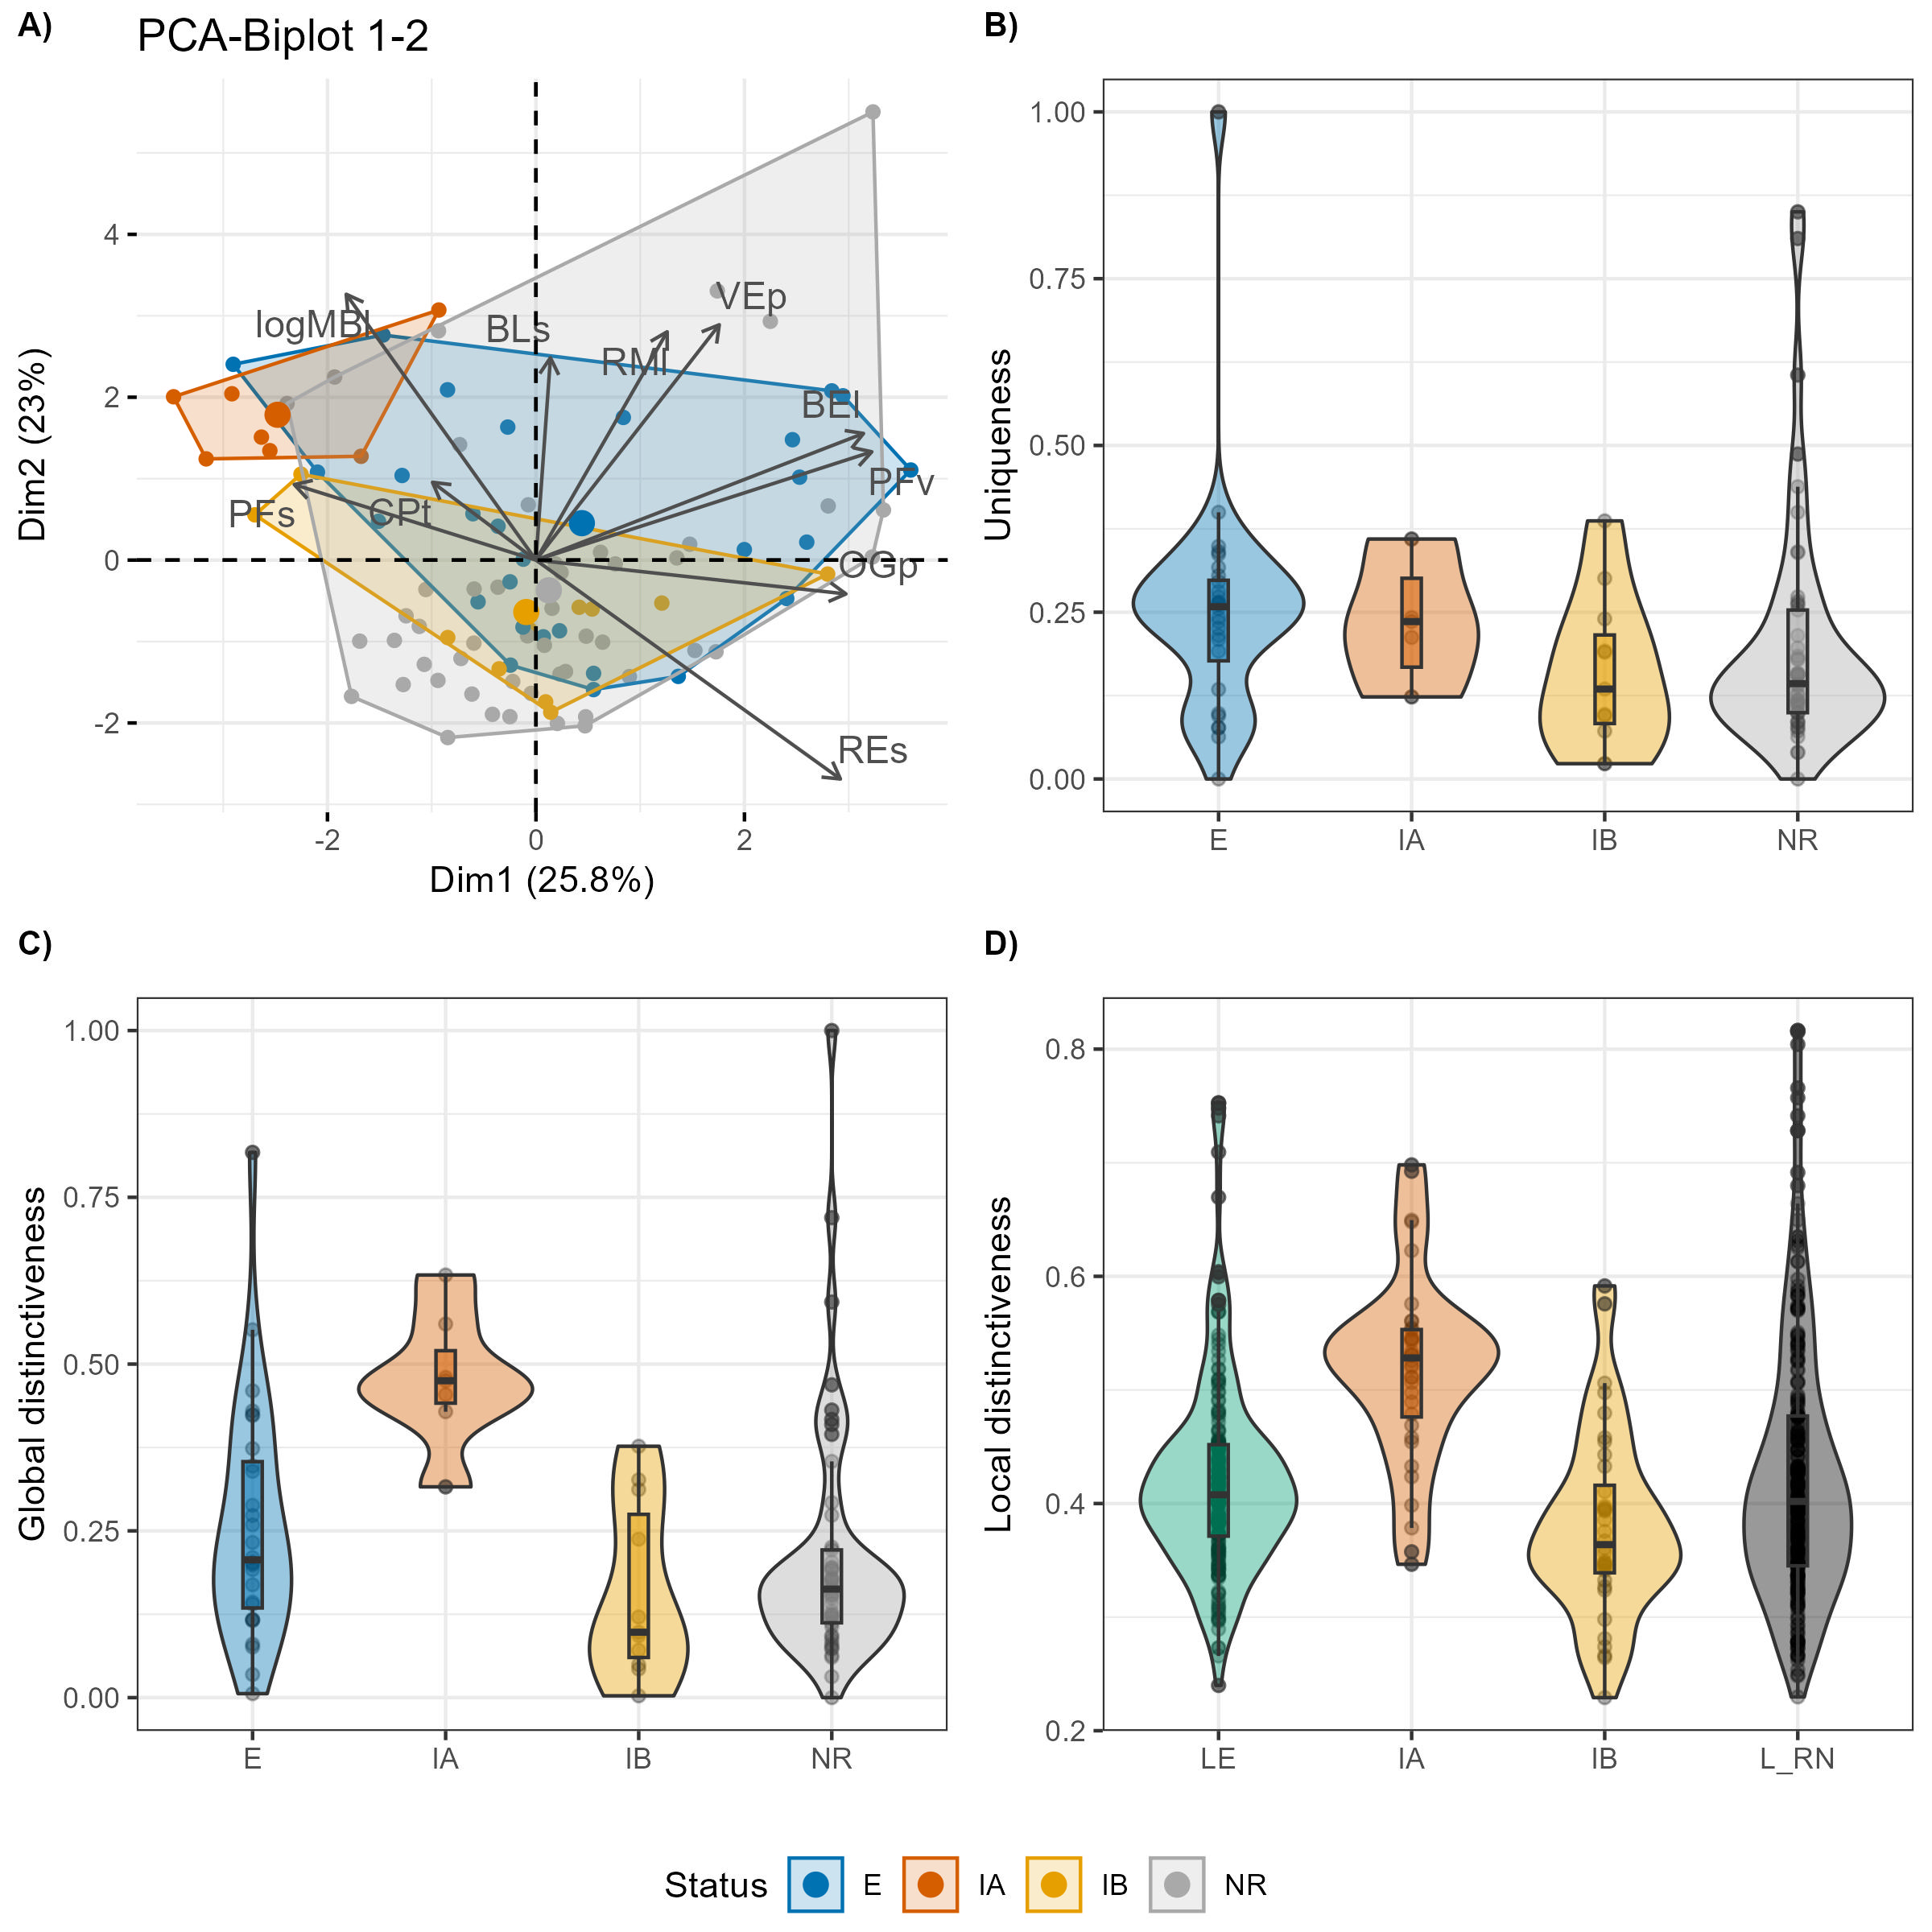 A)
PCA-Biplot 1-2
4
2
0
-2
Dim2 (23%)
logMBl
BLs
RMl
VEp
BEl
PFv
PFs
CPt
OGp
REs
-2
0
2
Dim1 (25.8%)
B)
1.00
0.75
0.50
0.25
0.00
Uniqueness
E
IA
IB
NR
C)
1.00
0.75
0.50
0.25
0.00
Global distinctiveness
E
IA
IB
NR
D)
0.8
0.6
0.4
0.2
Local distinctiveness
LE
IA
IB
L_RN
Status
E
IA
IB
NR